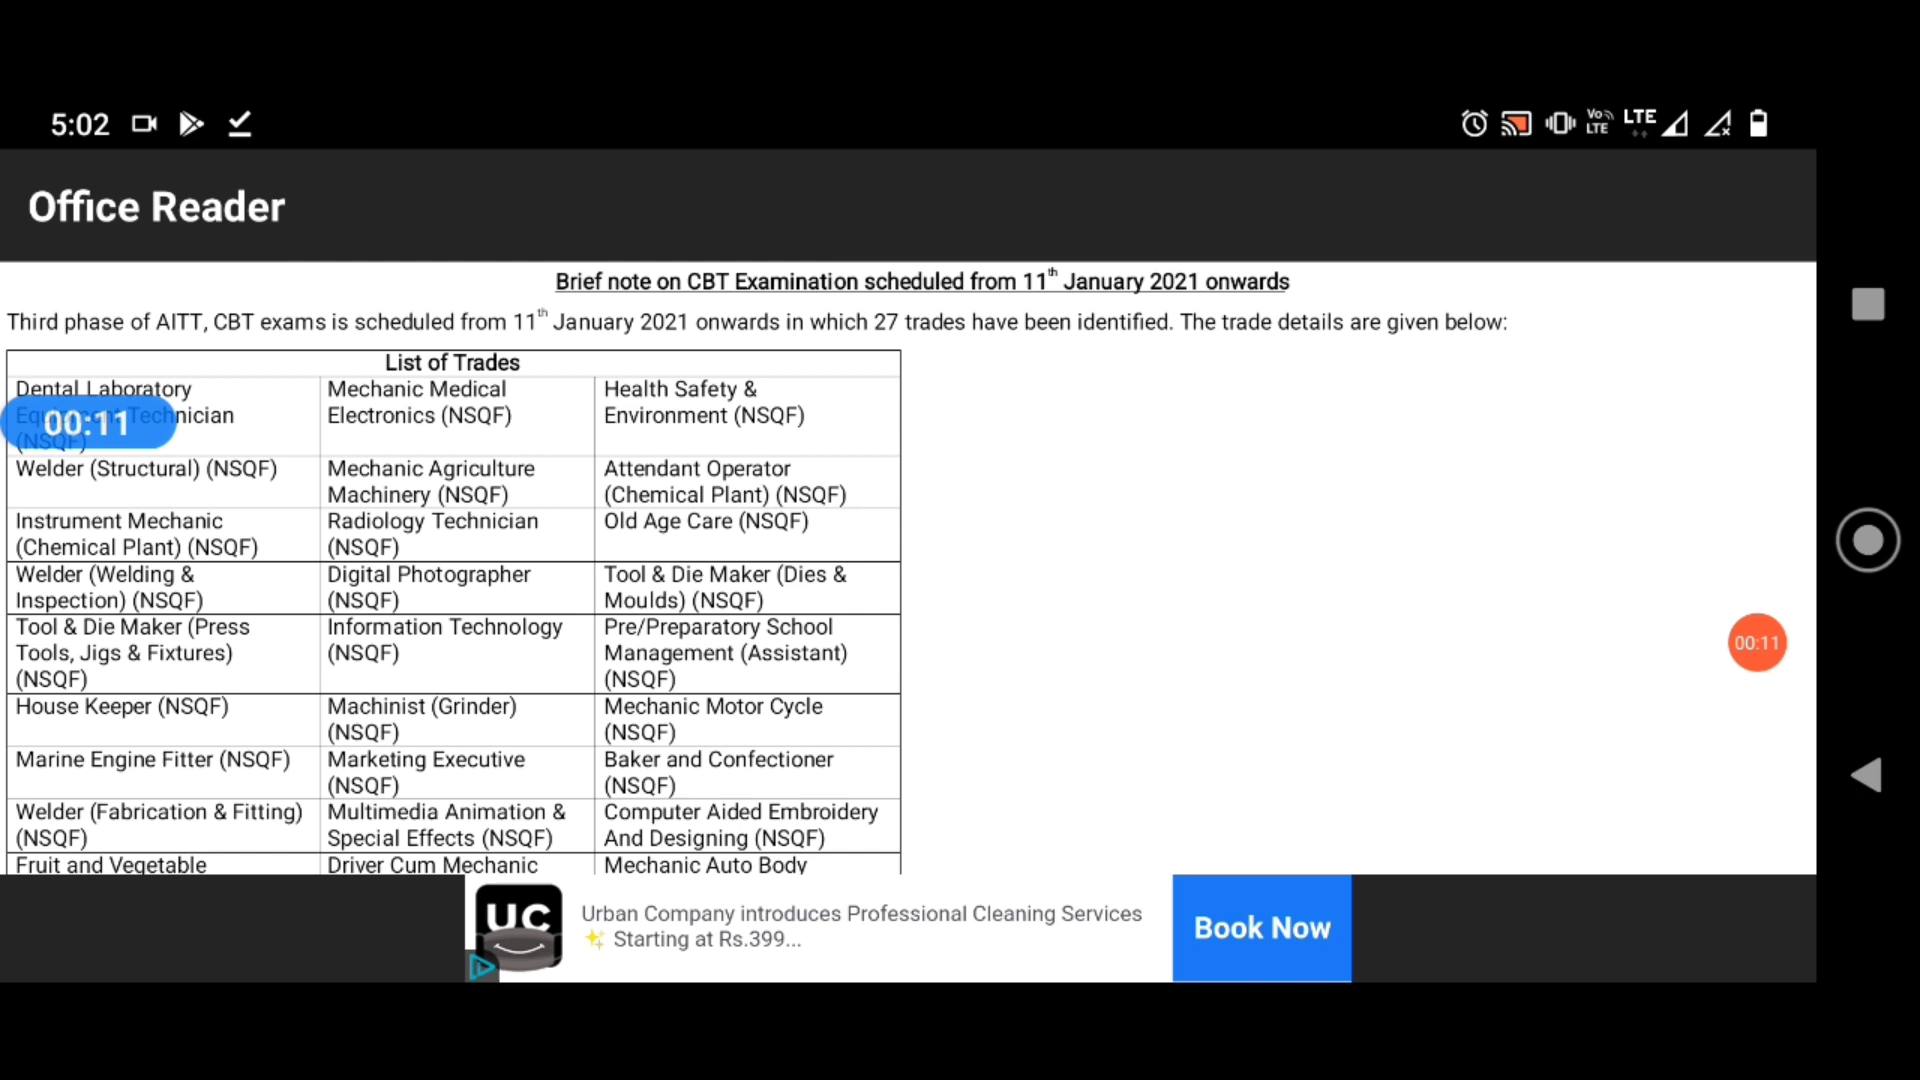 5:02
Vo
LTE
LTE
Office Reader
Brief note on CBT Examination scheduled from 11th January 2021 onwards
Third phase of AITT, CBT exams is scheduled from 11th January 2021 onwards in which 27 trades have been identified. The trade details are given below:
List of Trades
Dental Laboratory
Equipment Technician
(NSQF)
00:11
Mechanic Medical
Electronics (NSQF)
Health Safety &
Environment (NSQF)
Welder (Structural) (NSQF)
Mechanic Agriculture
Machinery (NSQF)
Attendant Operator
(Chemical Plant) (NSQF)
Instrument Mechanic
(Chemical Plant) (NSQF)
Radiology Technician
(NSQF)
Old Age Care (NSQF)
Welder (Welding &
Inspection) (NSQF)
Digital Photographer
(NSQF)
Tool & Die Maker (Dies &
Moulds) (NSQF)
Tool & Die Maker (Press
Tools, Jigs & Fixtures)
(NSQF)
Information Technology
(NSQF)
Pre/Preparatory School
Management (Assistant)
(NSQF)
00:11
House Keeper (NSQF)
Machinist (Grinder)
(NSQF)
Mechanic Motor Cycle
(NSQF)
Marine Engine Fitter (NSQF)
Marketing Executive
(NSQF)
Baker and Confectioner
(NSQF)
Welder (Fabrication & Fitting)
(NSQF)
Multimedia Animation &
Special Effects (NSQF)
Computer Aided Embroidery
And Designing (NSQF)
Fruit and Vegetable
Driver Cum Mechanic
Mechanic Auto Body
UC
Urban Company introduces Professional Cleaning Services
✨ Starting at Rs.399...
Book Now